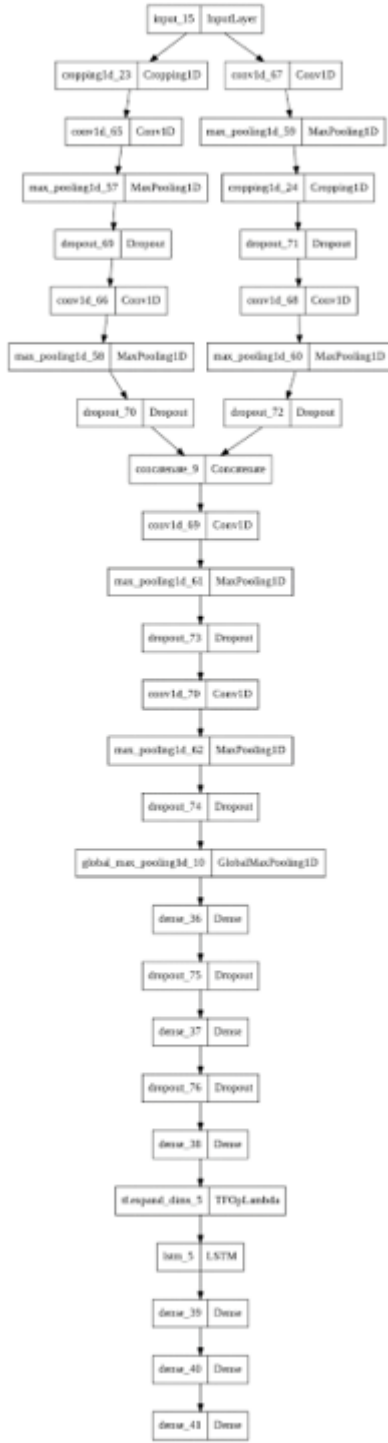 input_15 InputLayer
cropping1d_23 Cropping1D conv1d_67 Conv1D
conv1d_65 Conv1D max_pooling1d_59 MaxPooling1D
max_pooling1d_57 MaxPooling1D cropping1d_24 Cropping1D
dropout_69 Dropout dropout_71 Dropout
conv1d_66 Conv1D conv1d_68 Conv1D
max_pooling1d_58 MaxPooling1D max_pooling1d_60 MaxPooling1D
dropout_70 Dropout dropout_72 Dropout
concatenate_9 Concatenate
conv1d_69 Conv1D
max_pooling1d_61 MaxPooling1D
dropout_73 Dropout
conv1d_70 Conv1D
max_pooling1d_62 MaxPooling1D
dropout_74 Dropout
global_max_pooling1d_10 GlobalMaxPooling1D
dense_36 Dense
dropout_75 Dropout
dense_37 Dense
dropout_76 Dropout
dense_38 Dense
tf.expand_dims_5 TFOpLambda
lstm_5 LSTM
dense_39 Dense
dense_40 Dense
dense_41 Dense